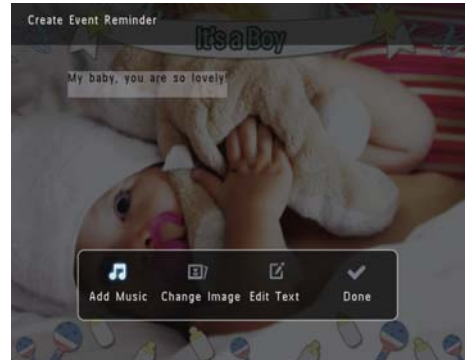 Create Event Reminder
It's a Boy
My baby, you are so lovely!
Add Music Change Image Edit Text Done